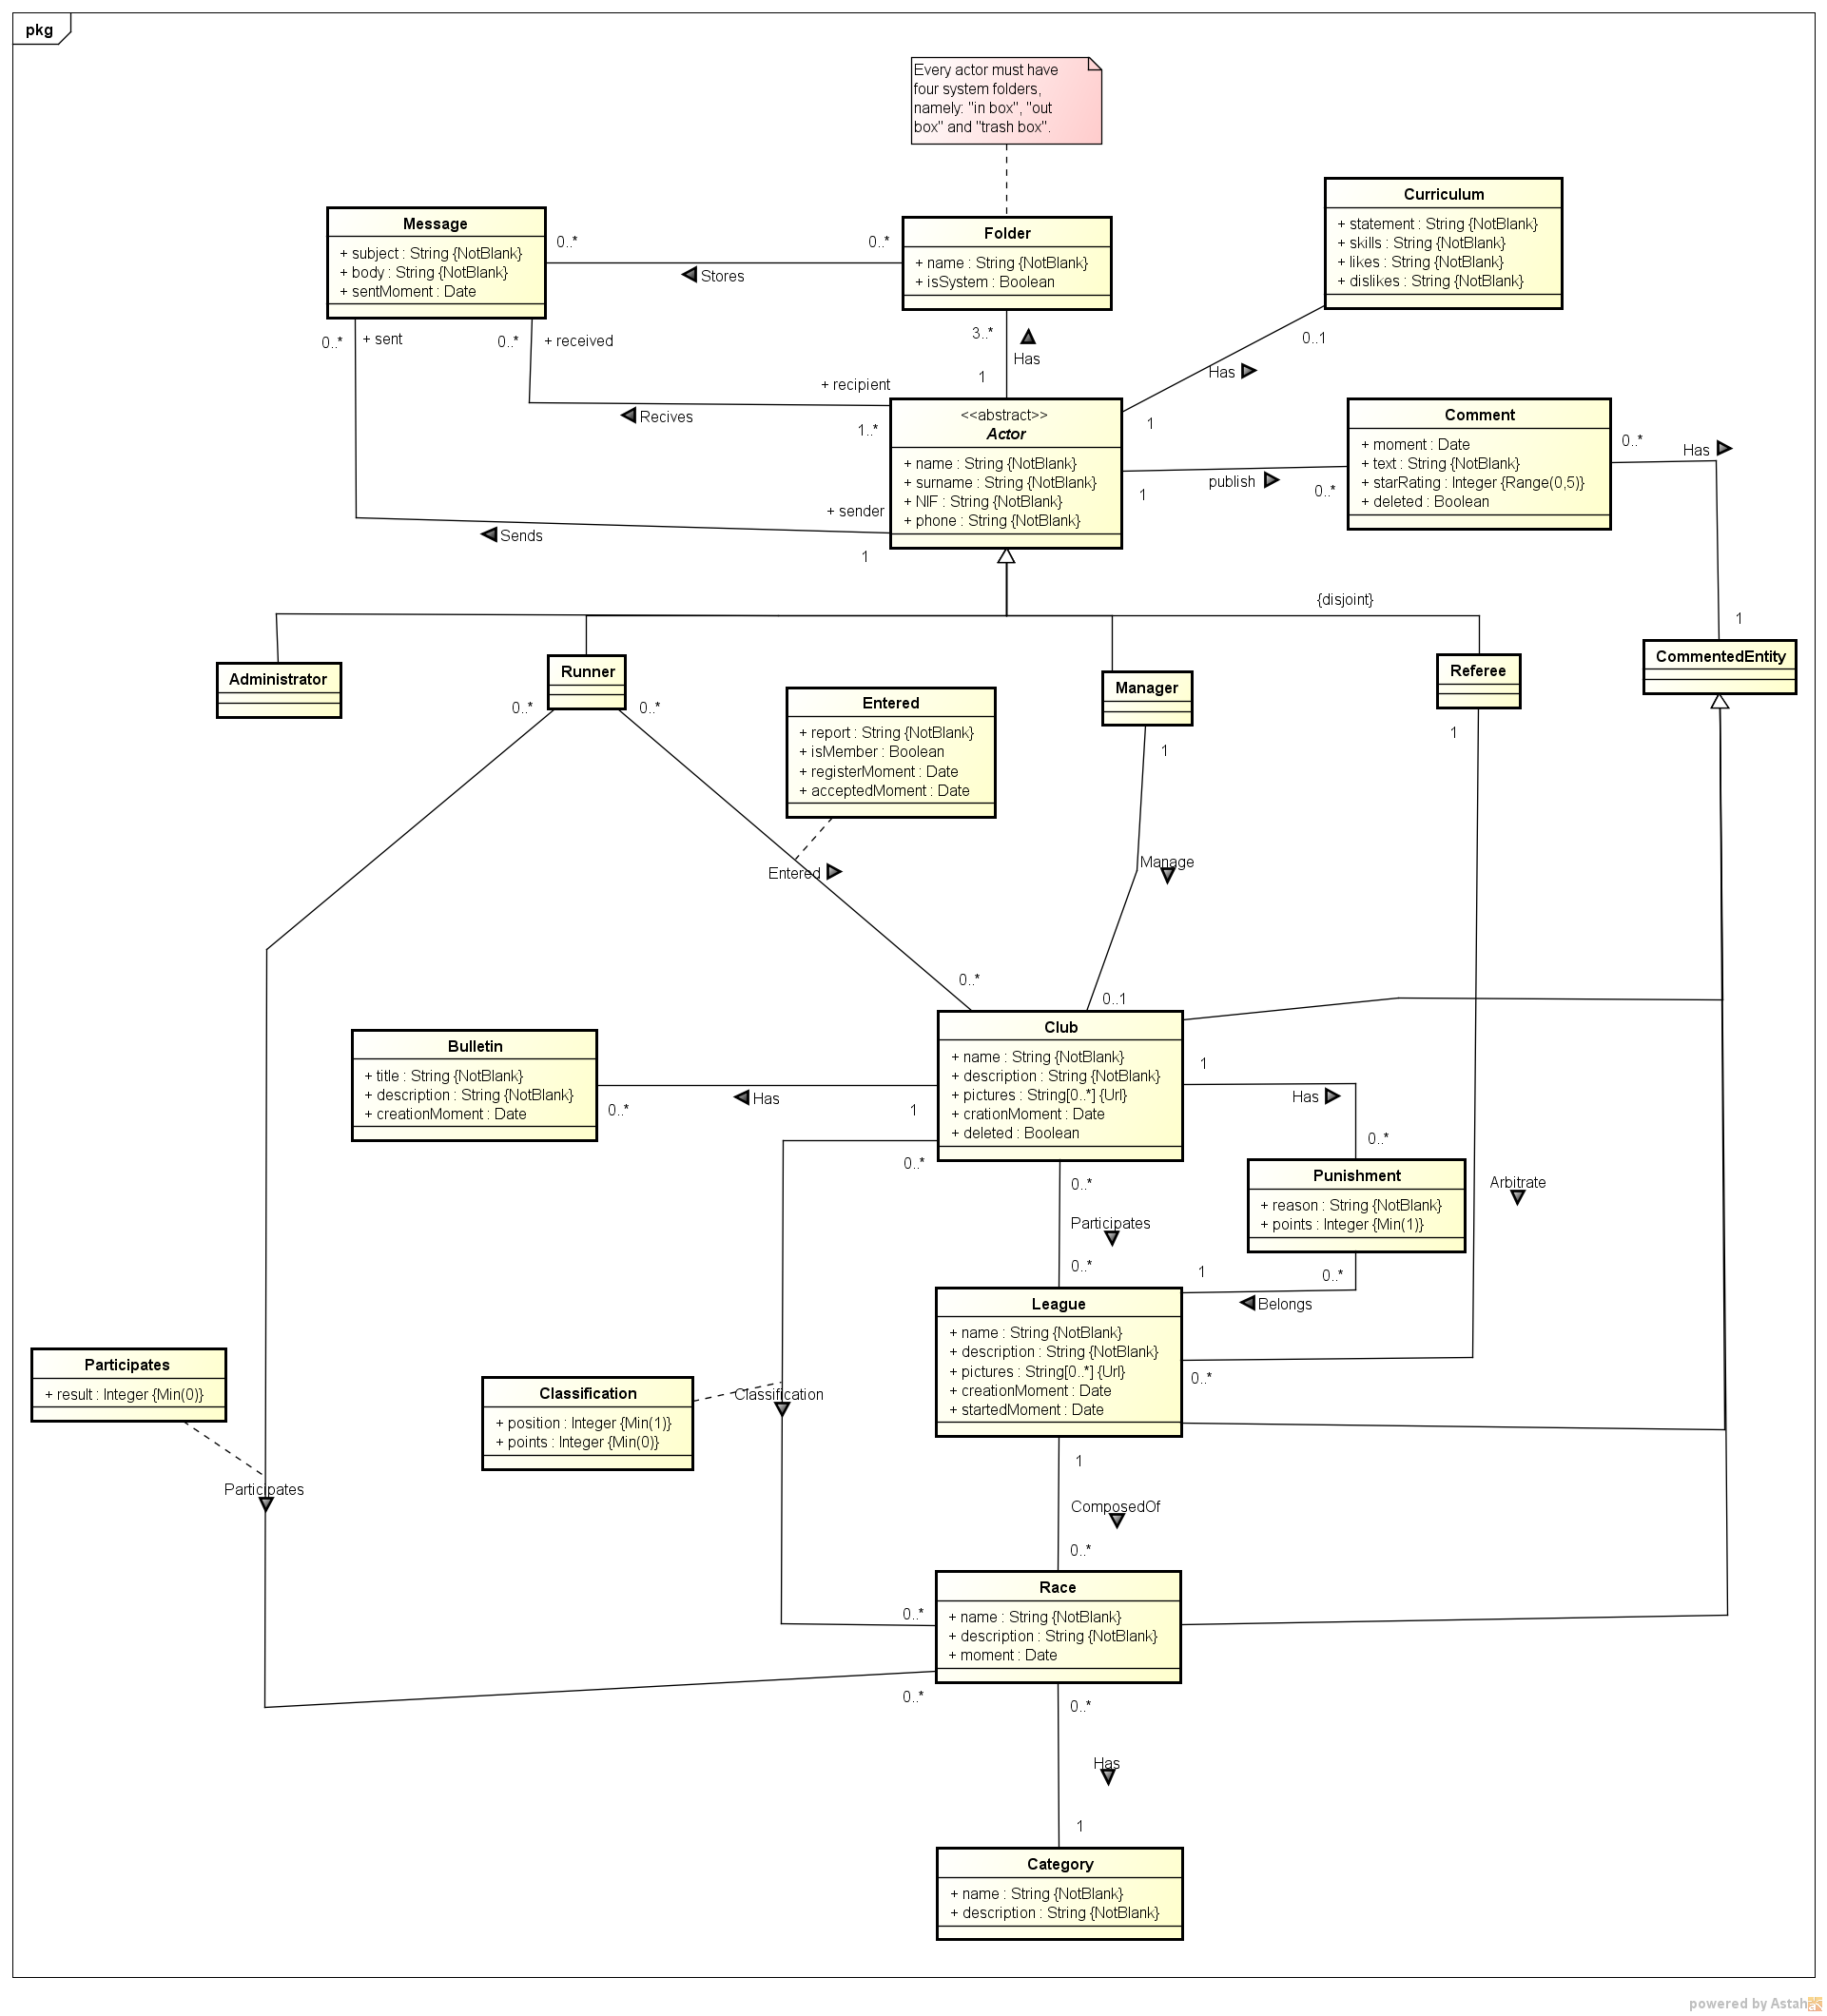 pkg
Every actor must have
four system folders,
namely: "in box", "out
box" and "trash box".
Message
+ subject : String {NotBlank}
+ body : String {NotBlank}
+ sentMoment : Date
0..*
0..*
Stores
Folder
+ name : String {NotBlank}
+ isSystem : Boolean
Curriculum
+ statement : String {NotBlank}
+ skills : String {NotBlank}
+ likes : String {NotBlank}
+ dislikes : String {NotBlank}
0..*
+ sent
0..*
+ received
3..*
Has
1
0..1
Has
1
+ recipient
Recives
1..*
<<abstract>>
Actor
+ name : String {NotBlank}
+ surname : String {NotBlank}
+ NIF : String {NotBlank}
+ phone : String {NotBlank}
Comment
+ moment : Date
+ text : String {NotBlank}
+ starRating : Integer {Range(0,5)}
+ deleted : Boolean
0..*
Has
publish
1
0..*
+ sender
Sends
1
{disjoint}
1
Administrator
Runner
Manager
Referee
CommentedEntity
0..*
0..*
Entered
+ report : String {NotBlank}
+ isMember : Boolean
+ registerMoment : Date
+ acceptedMoment : Date
1
1
Entered
Manage
0..*
0..1
Bulletin
+ title : String {NotBlank}
+ description : String {NotBlank}
+ creationMoment : Date
0..*
Has
1
Club
+ name : String {NotBlank}
+ description : String {NotBlank}
+ pictures : String[0..*] {Url}
+ crationMoment : Date
+ deleted : Boolean
1
Has
0..*
0..*
0..*
Participates
0..*
Punishment
+ reason : String {NotBlank}
+ points : Integer {Min(1)}
Arbitrate
1
0..*
Belongs
League
+ name : String {NotBlank}
+ description : String {NotBlank}
+ pictures : String[0..*] {Url}
+ creationMoment : Date
+ startedMoment : Date
0..*
Participates
+ result : Integer {Min(0)}
Classification
+ position : Integer {Min(1)}
+ points : Integer {Min(0)}
Classification
Participates
1
ComposedOf
0..*
Race
+ name : String {NotBlank}
+ description : String {NotBlank}
+ moment : Date
0..*
0..*
0..*
Has
1
Category
+ name : String {NotBlank}
+ description : String {NotBlank}
powered by Astah